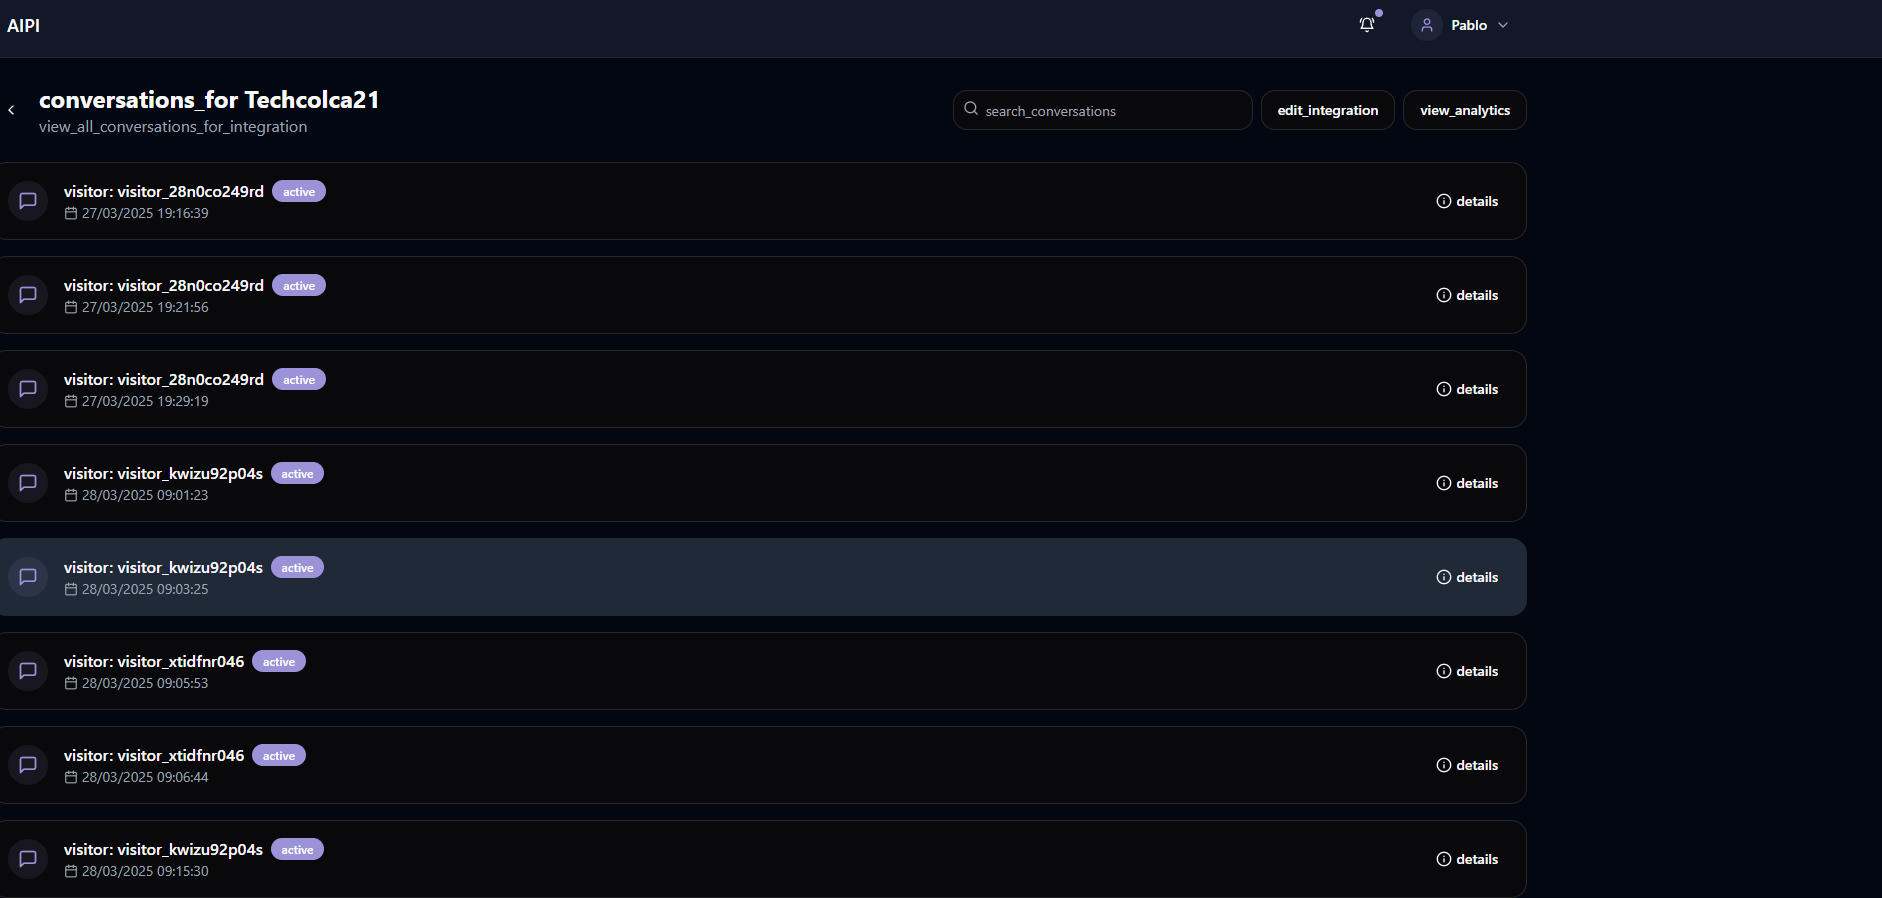 AIPI
Pablo
conversations_for Techcolca21
view_all_conversations_for_integration
search_conversations
edit_integration
view_analytics
visitor: visitor_28n0co249rd active
27/03/2025 19:16:39
details
visitor: visitor_28n0co249rd active
27/03/2025 19:21:56
details
visitor: visitor_28n0co249rd active
27/03/2025 19:29:19
details
visitor: visitor_kwizu92p04s active
28/03/2025 09:01:23
details
visitor: visitor_kwizu92p04s active
28/03/2025 09:03:25
details
visitor: visitor_xtidfnr046 active
28/03/2025 09:05:53
details
visitor: visitor_xtidfnr046 active
28/03/2025 09:06:44
details
visitor: visitor_kwizu92p04s active
28/03/2025 09:15:30
details